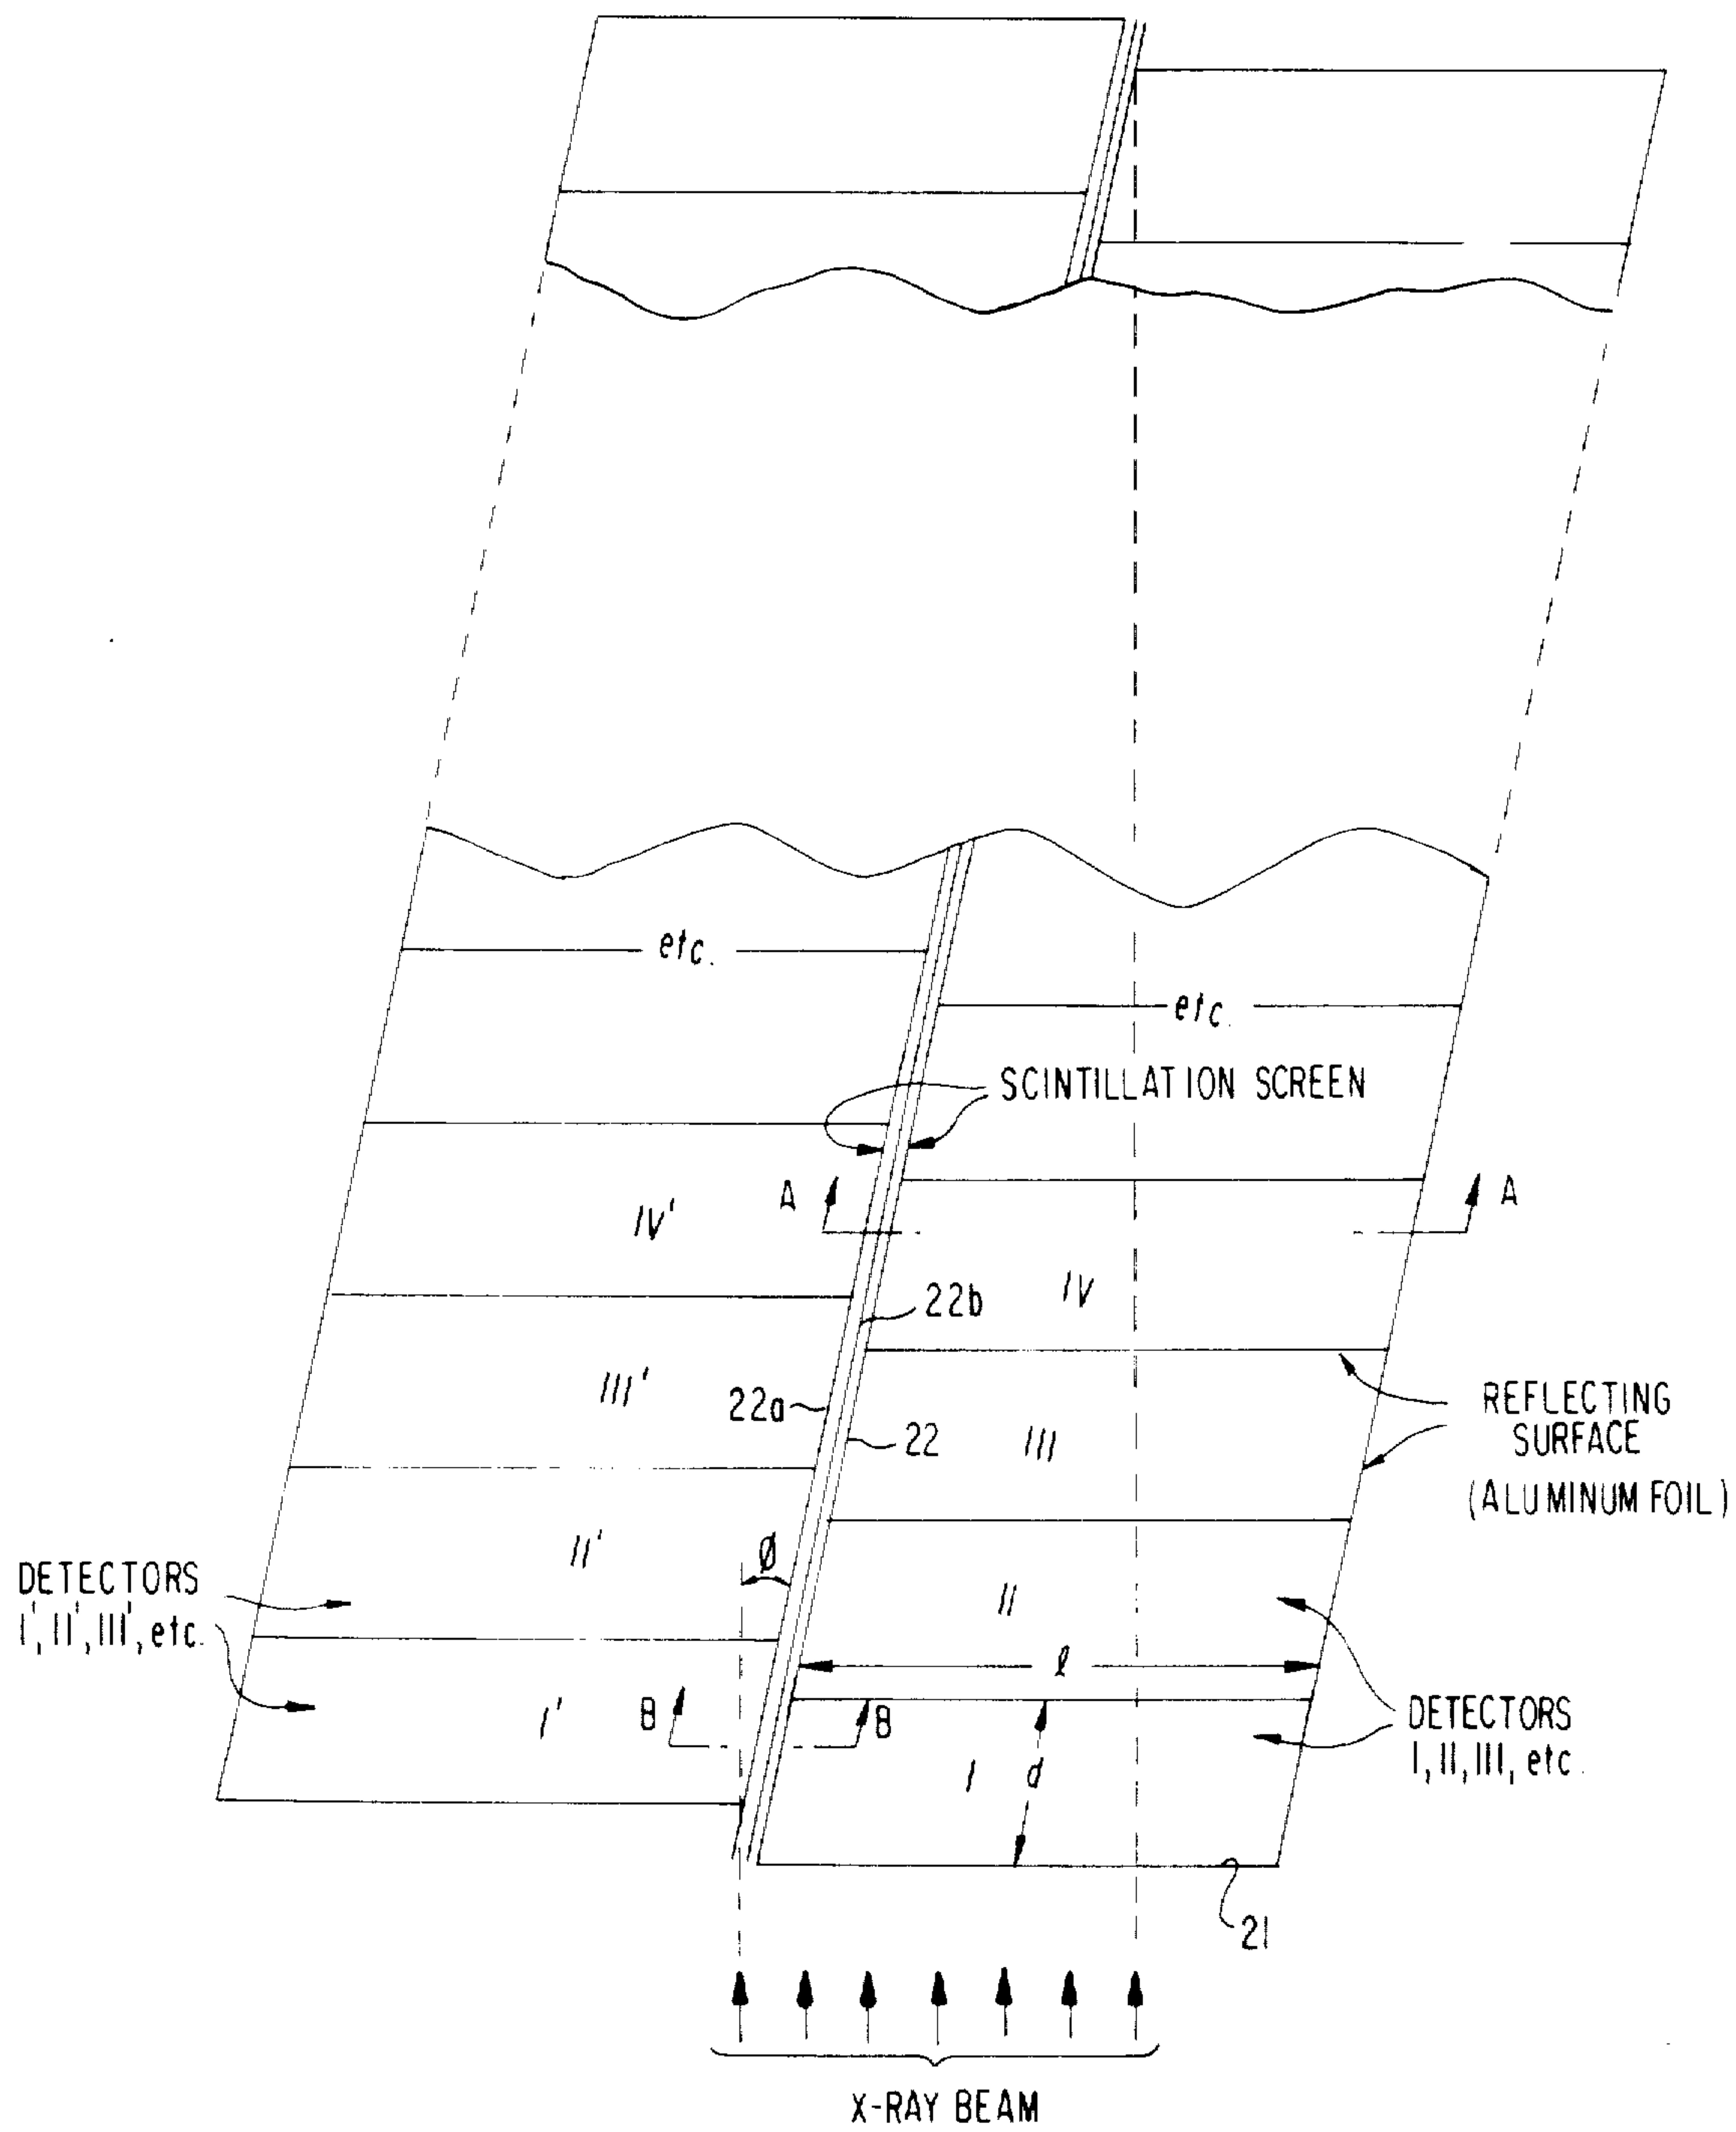 etc.
etc.
SCINTILLATION SCREEN
A
A
IV'
IV
22b
III'
22a
22
III
REFLECTING
SURFACE
(ALUMINUM FOIL)
II'
Ø
II
DETECTORS
I', II', III', etc.
ℓ
I'
B
B
I
d
DETECTORS
I, II, III, etc.
21
X-RAY BEAM